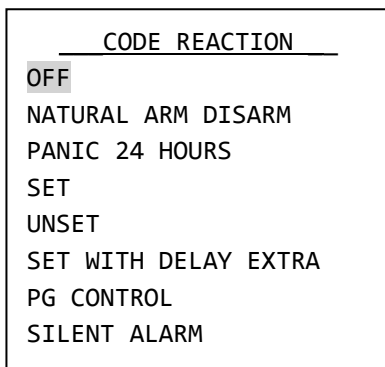 CODE REACTION
OFF
NATURAL ARM DISARM
PANIC 24 HOURS
SET
UNSET
SET WITH DELAY EXTRA
PG CONTROL
SILENT ALARM